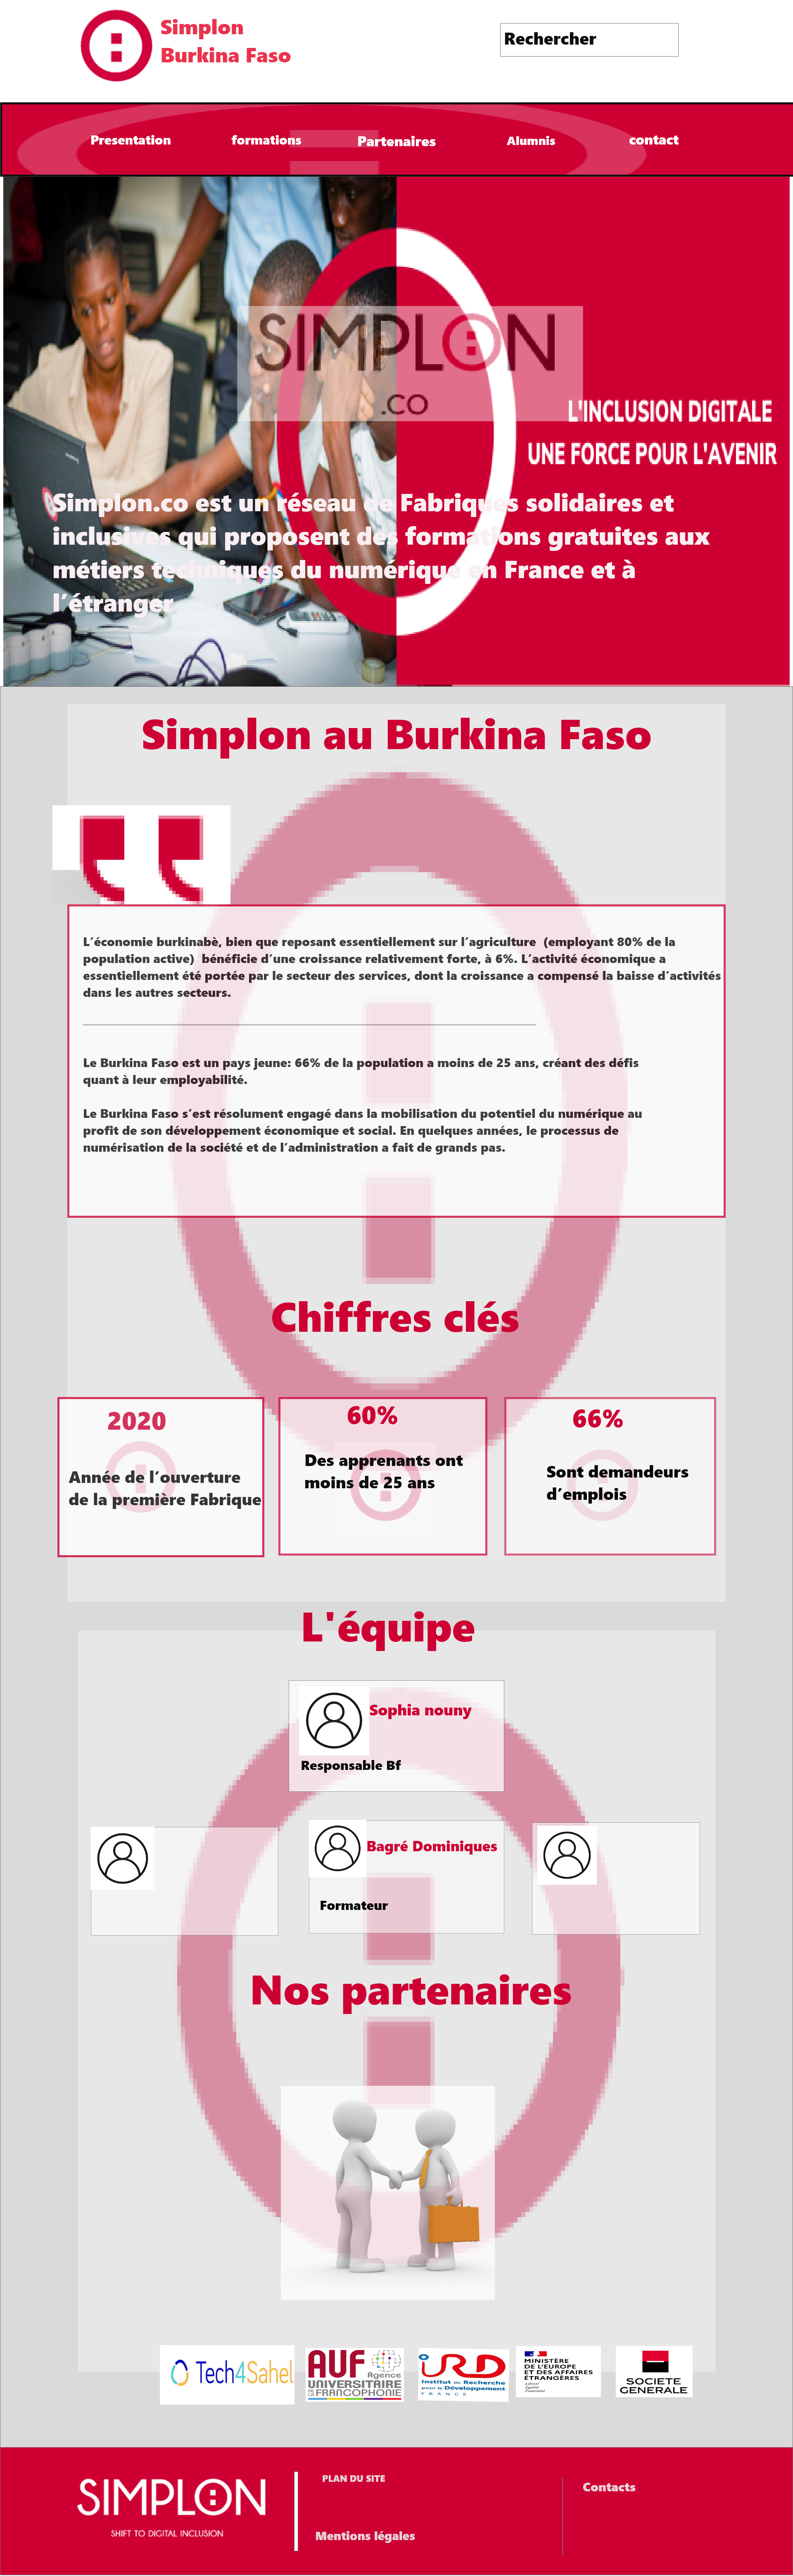 Simplon
Burkina Faso
Rechercher
Presentation formations Partenaires Alumnis contact
SIMPLON
.CO
L'INCLUSION DIGITALE
UNE FORCE POUR L'AVENIR
Simplon.co est un réseau de Fabriques solidaires et
inclusives qui proposent des formations gratuites aux
métiers techniques du numérique en France et à
l’étranger
Simplon au Burkina Faso
L’économie burkinabè, bien que reposant essentiellement sur l’agriculture (employant 80% de la
population active) bénéficie d’une croissance relativement forte, à 6%. L’activité économique a
essentiellement été portée par le secteur des services, dont la croissance a compensé la baisse d’activités
dans les autres secteurs.
Le Burkina Faso est un pays jeune: 66% de la population a moins de 25 ans, créant des défis
quant à leur employabilité.
Le Burkina Faso s’est résolument engagé dans la mobilisation du potentiel du numérique au
profit de son développement économique et social. En quelques années, le processus de
numérisation de la société et de l’administration a fait de grands pas.
Chiffres clés
2020
Année de l’ouverture
de la première Fabrique
60%
Des apprenants ont
moins de 25 ans
66%
Sont demandeurs
d’emplois
L'équipe
Sophia nouny
Responsable Bf
Bagré Dominiques
Formateur
Nos partenaires
Tech4Sahel
AUF
Agence
UNIVERSITAIRE
DE LA FRANCOPHONIE
IRD
Institut de Recherche
pour le Développement
FRANCE
MINISTÈRE
DE L'EUROPE
ET DES AFFAIRES
ÉTRANGÈRES
Liberté
Égalité
Fraternité
SOCIETE
GENERALE
SIMPLON
SHIFT TO DIGITAL INCLUSION
PLAN DU SITE
Mentions légales
Contacts